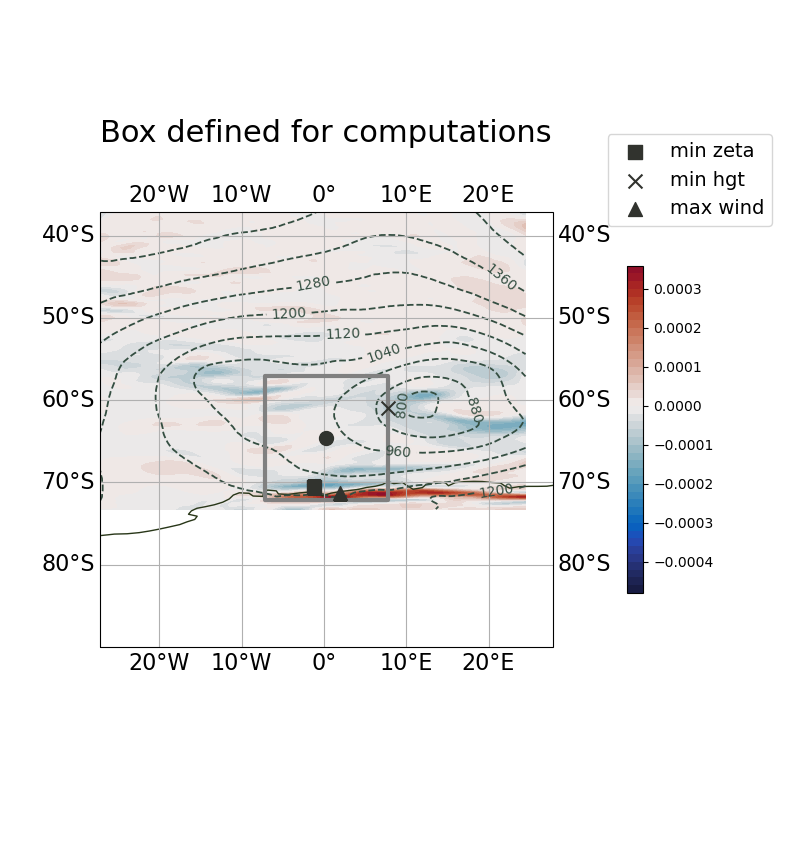 Box defined for computations
min zeta
min hgt
max wind
20°W 10°W 0° 10°E 20°E
40°S 40°S
1360
1280
1200
50°S 50°S
1120
1040
60°S 800 880 60°S
960
70°S 1200 70°S
80°S 80°S
20°W 10°W 0° 10°E 20°E
0.0003
0.0002
0.0001
0.0000
−0.0001
−0.0002
−0.0003
−0.0004